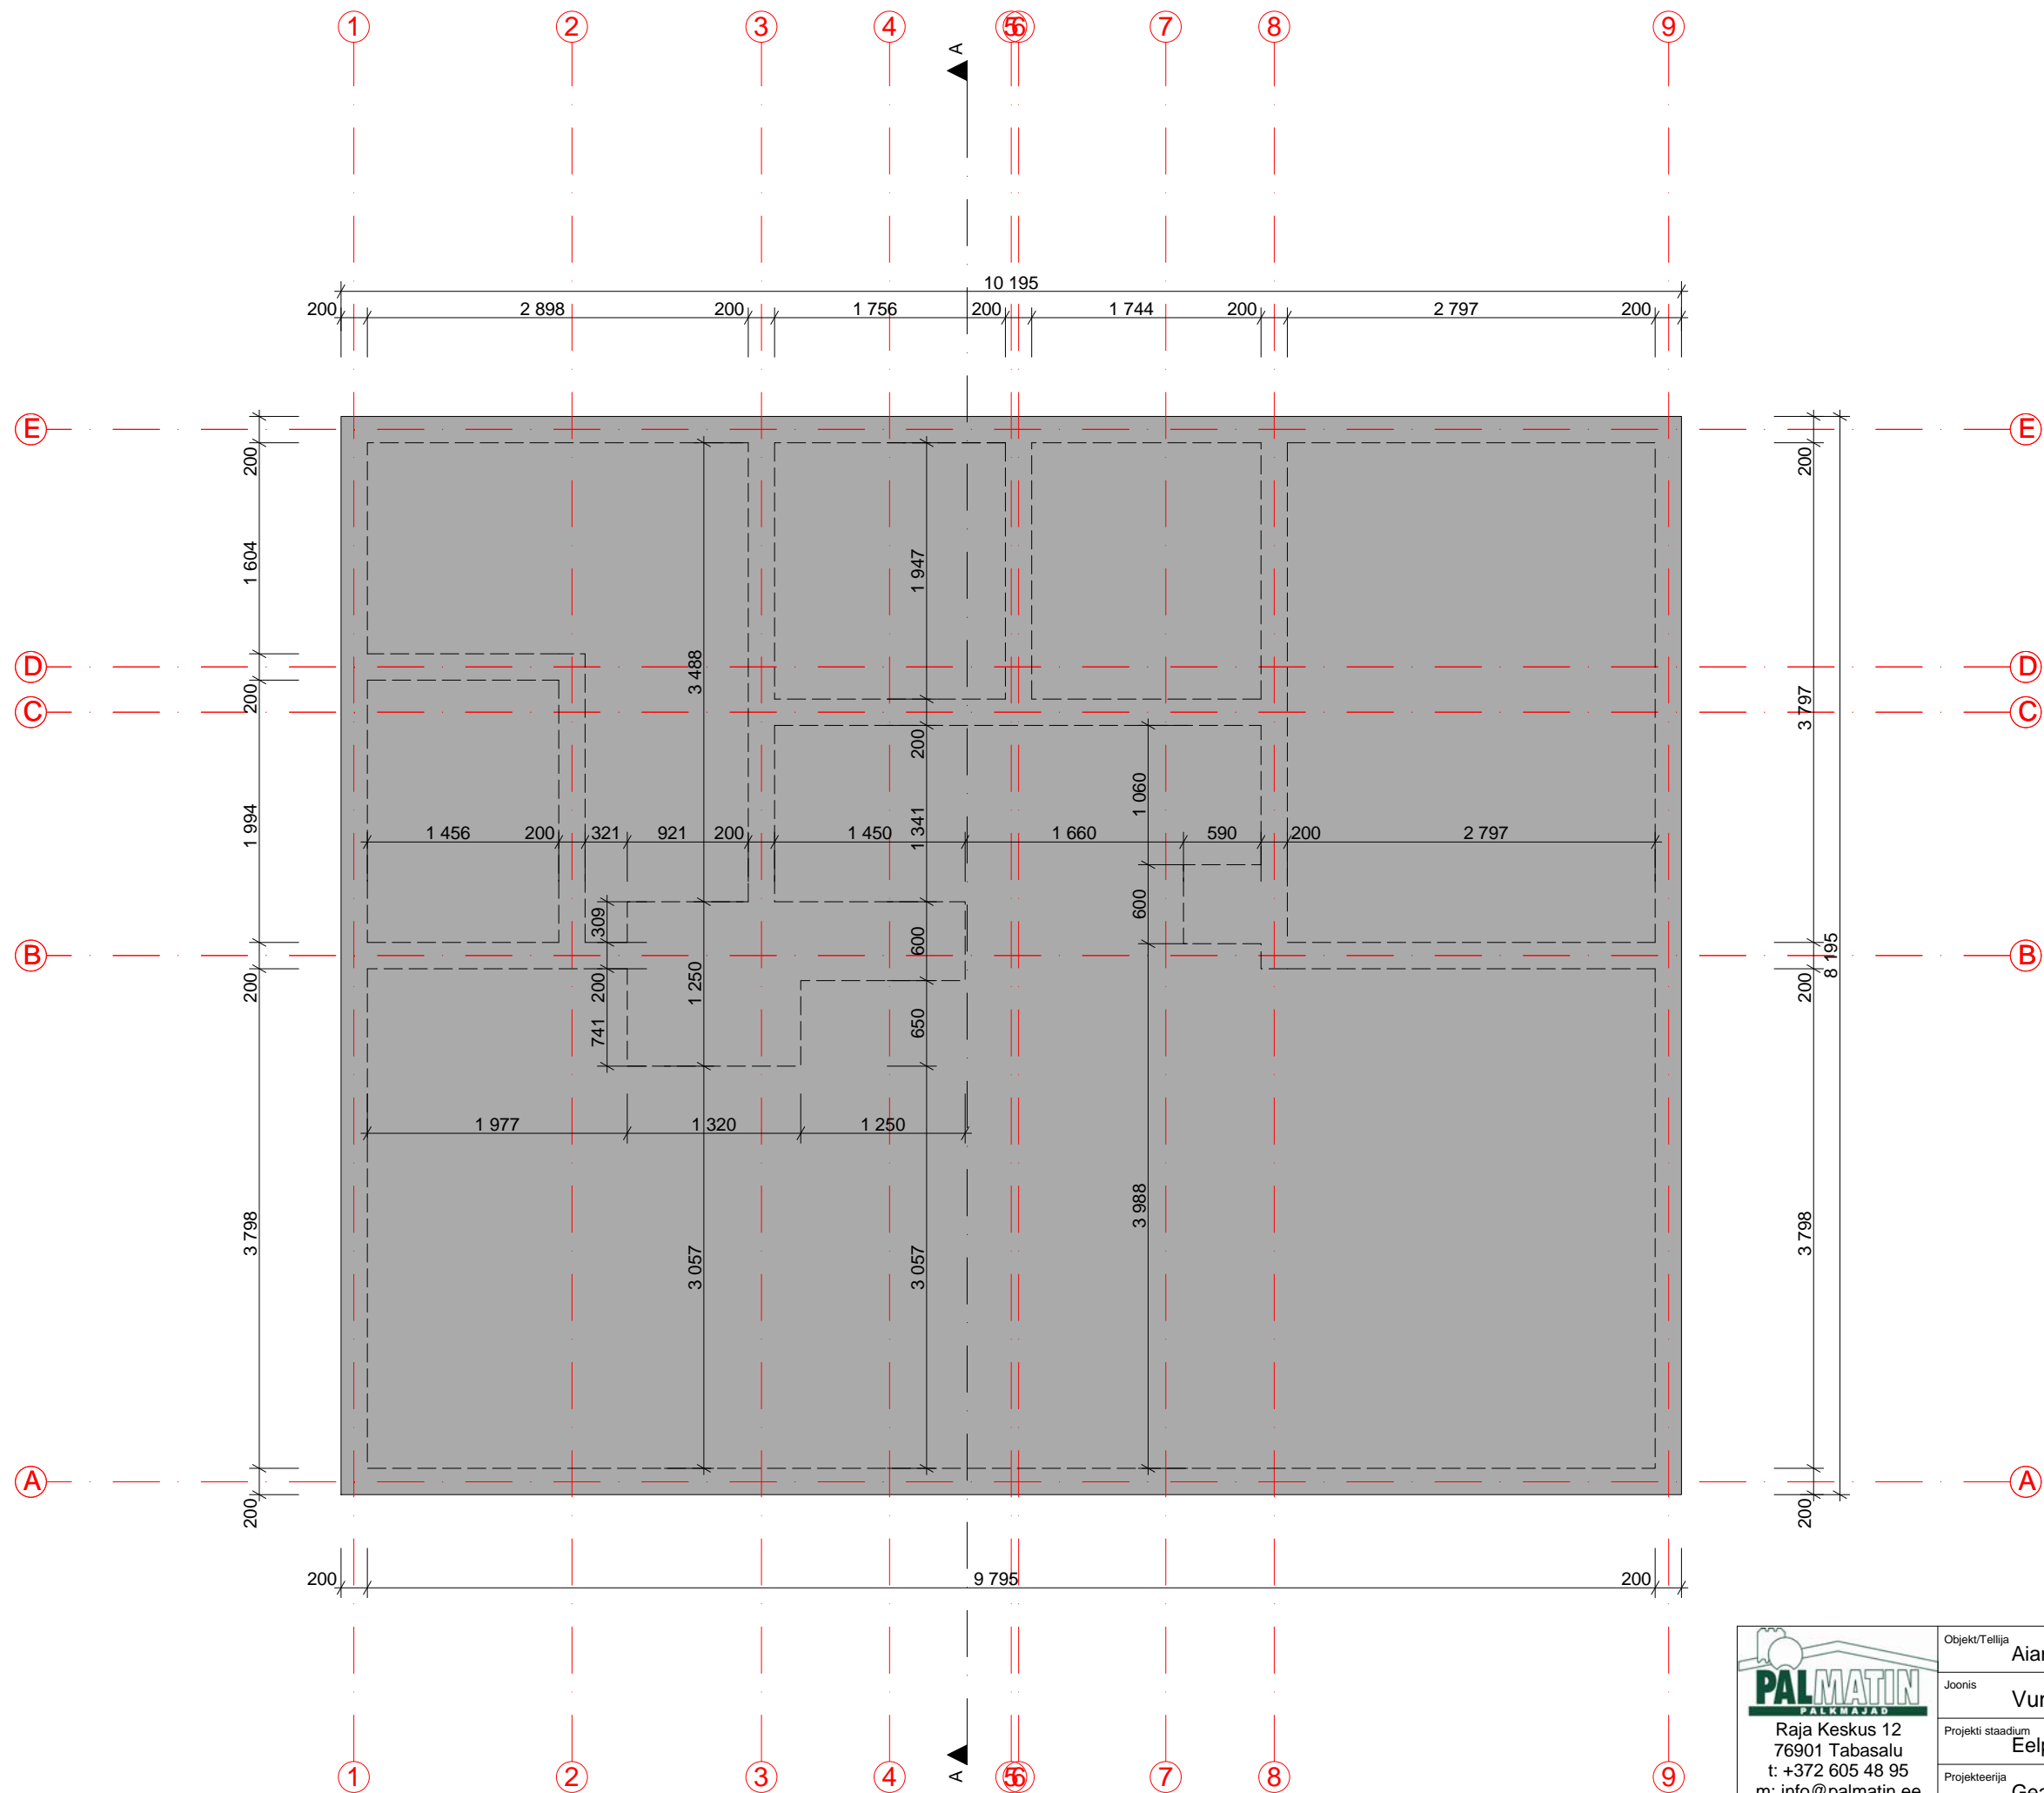 1 2 3 4 5 6 7 8 9
A
10 195
200 2 898 200 1 756 200 1 744 200 2 797 200
E E
200 200
1 604
1 947
3 488
D D
200
C C
3 797
200
1 060
1 994
1 341
1 456 200 321 921 200 1 450 1 660 590 200 2 797
309
600
600
B B
8 195
200
200
1 250
200
741
650
1 977 1 320 1 250
3 988
3 798
3 057
3 057
3 798
A A
200 200
200 9 795 200
1 2 3 4 5 6 7 8 9
A
PALMATIN
PALKMAJAD
Raja Keskus 12
76901 Tabasalu
t: +372 605 48 95
m: info@palmatin.ee
Objekt/Tellija
Joonis
Projekti staadium
Projekteerija